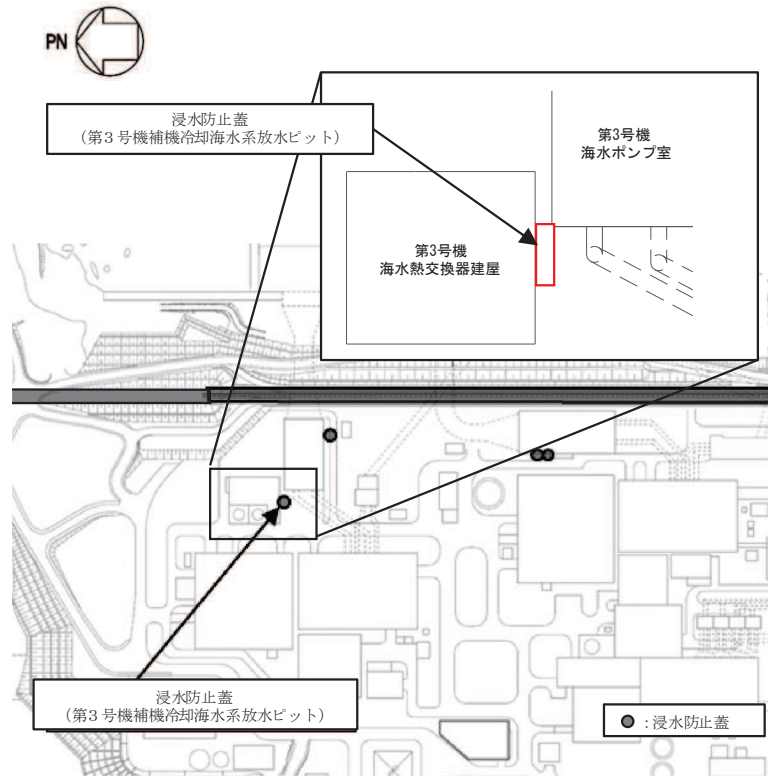 PN
浸水防止蓋
（第３号機補機冷却海水系放水ピット）
第3号機
海水ポンプ室
第3号機
海水熱交換器建屋
浸水防止蓋
（第３号機補機冷却海水系放水ピット）
：浸水防止蓋